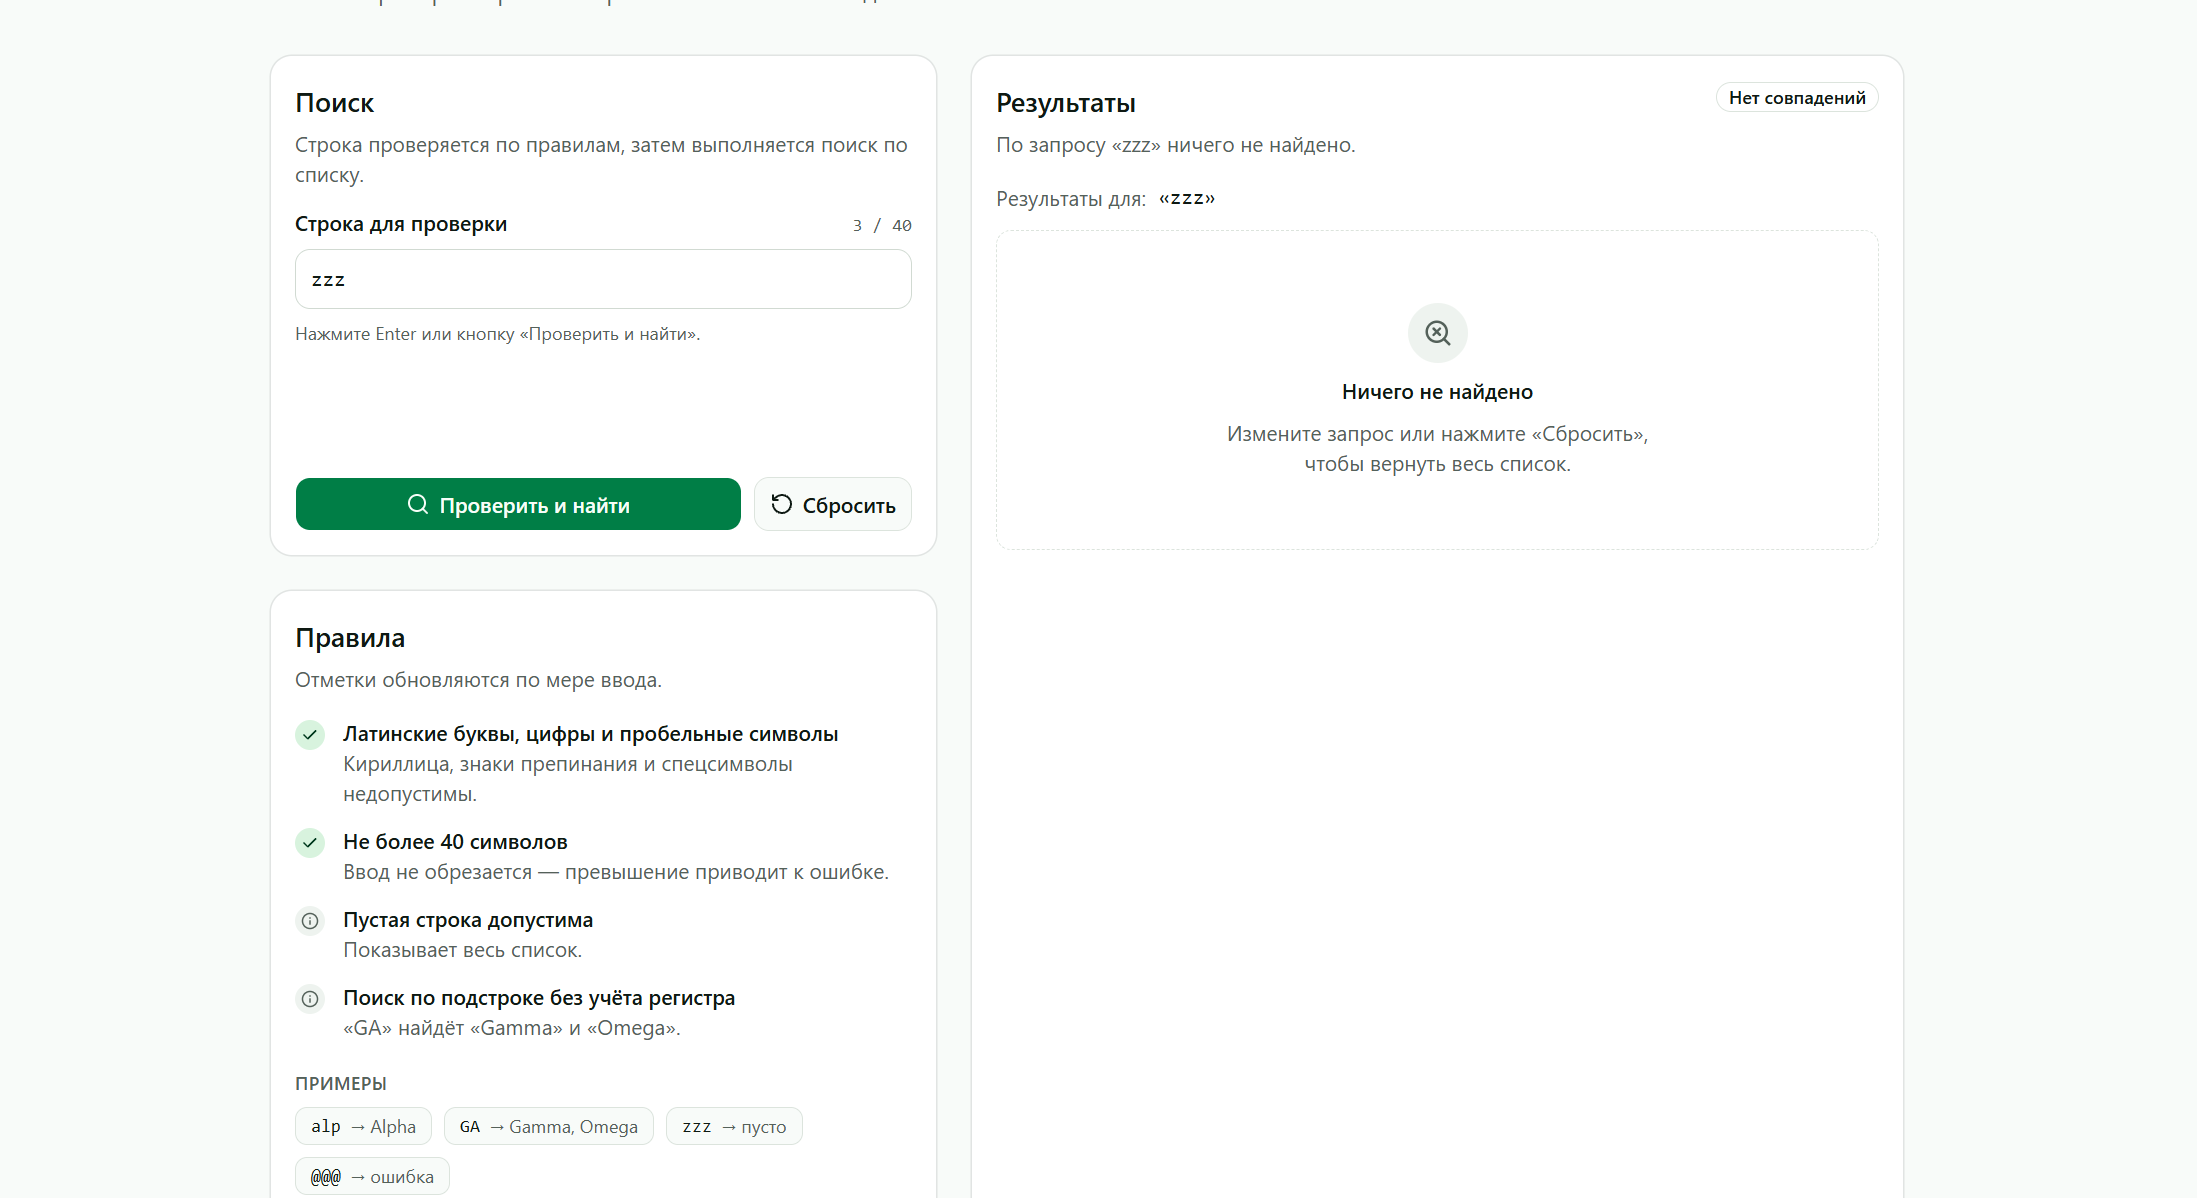 Поиск
Строка проверяется по правилам, затем выполняется поиск по
списку.
Строка для проверки
3 / 40
zzz
Нажмите Enter или кнопку «Проверить и найти».
Проверить и найти
Сбросить
Правила
Отметки обновляются по мере ввода.
Латинские буквы, цифры и пробельные символы
Кириллица, знаки препинания и спецсимволы
недопустимы.
Не более 40 символов
Ввод не обрезается — превышение приводит к ошибке.
Пустая строка допустима
Показывает весь список.
Поиск по подстроке без учёта регистра
«GA» найдёт «Gamma» и «Omega».
ПРИМЕРЫ
alp → Alpha
GA → Gamma, Omega
zzz → пусто
@@@ → ошибка
Результаты
Нет совпадений
По запросу «zzz» ничего не найдено.
Результаты для: «zzz»
Ничего не найдено
Измените запрос или нажмите «Сбросить»,
чтобы вернуть весь список.